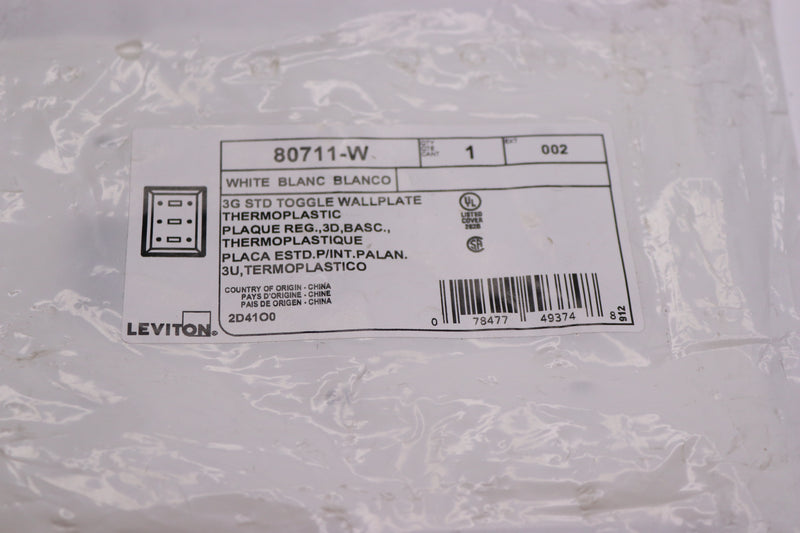 80711-W
QTY
QTE
CANT
1
EXT
002
WHITE BLANC BLANCO
3G STD TOGGLE WALLPLATE
THERMOPLASTIC
PLAQUE REG.,3D,BASC.,
THERMOPLASTIQUE
PLACA ESTD.P/INT.PALAN.
3U,TERMOPLASTICO
UL
LISTED
COVER
2828
COUNTRY OF ORIGIN - CHINA
PAYS D'ORIGINE - CHINE
PAIS DE ORIGEN - CHINA
2D41O0
LEVITON®
0 78477 49374 8
912